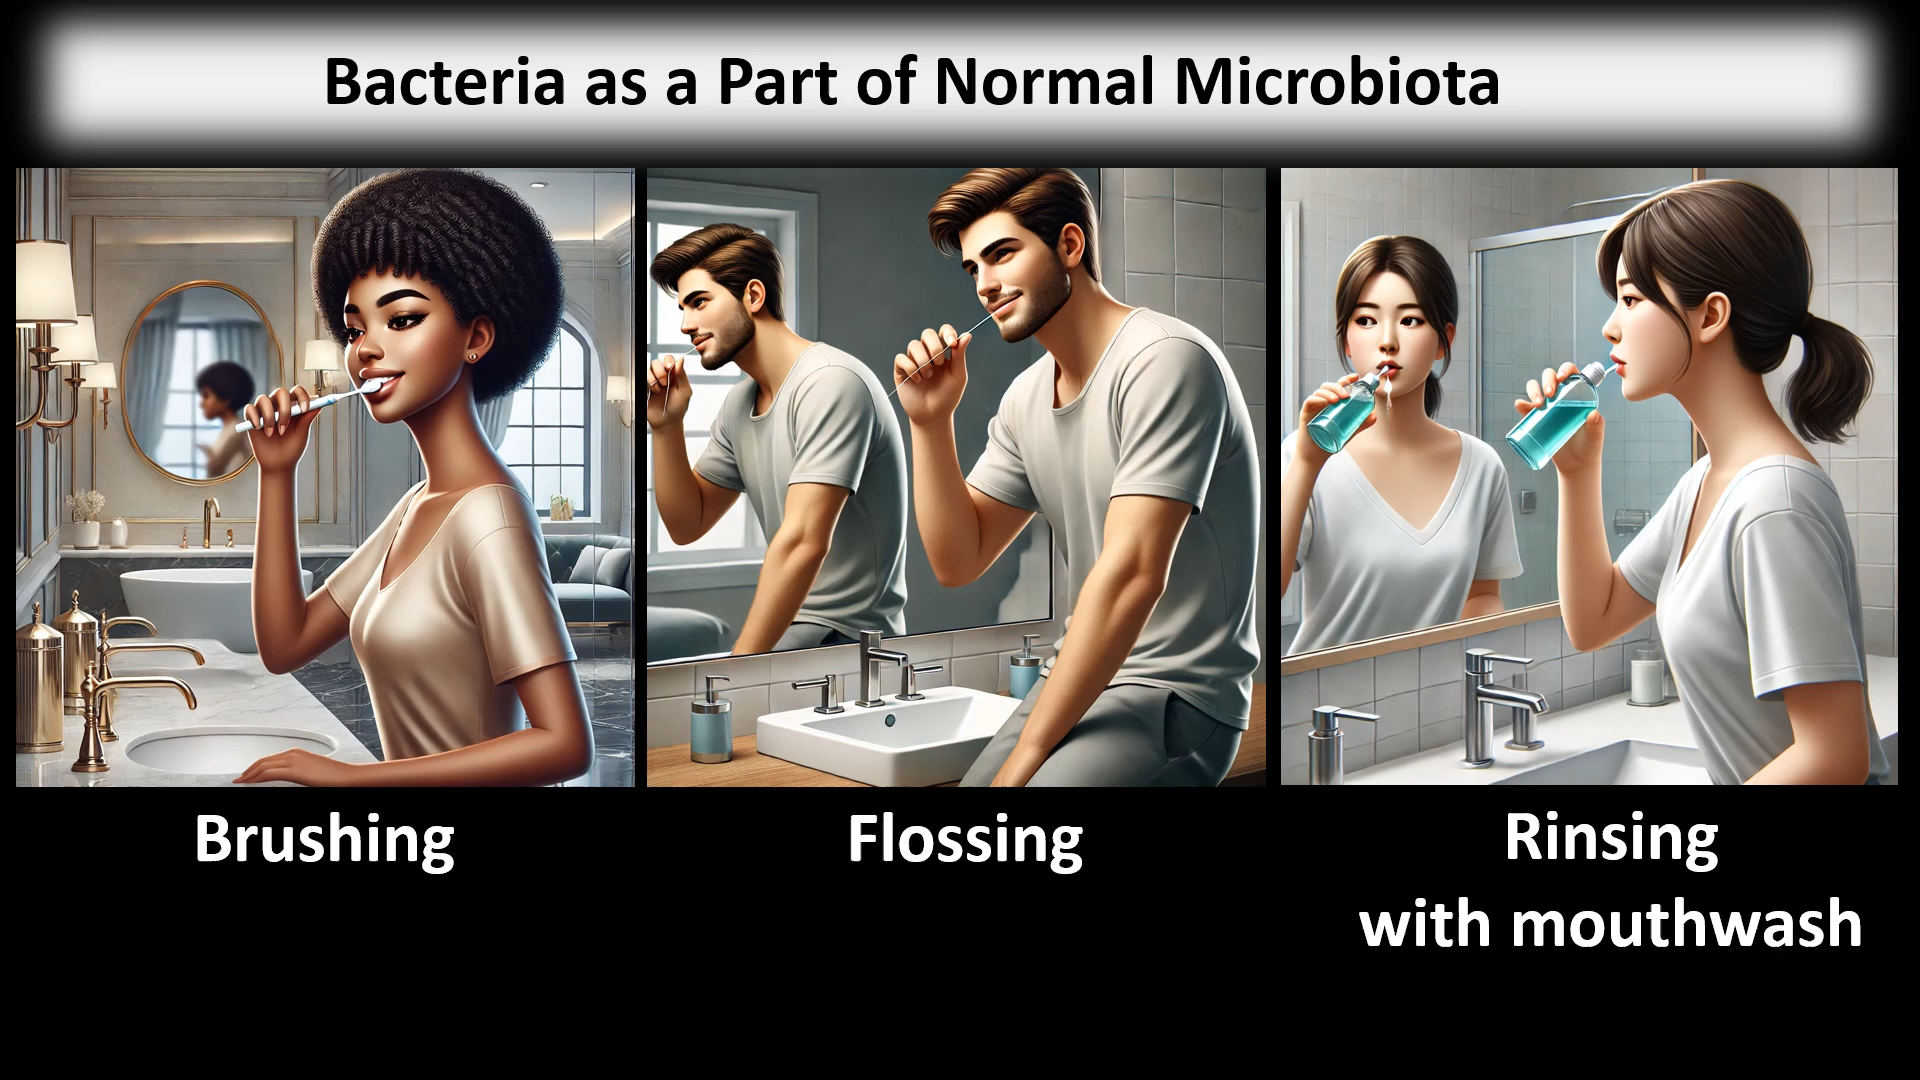 Bacteria as a Part of Normal Microbiota
Brushing
Flossing
Rinsing
with mouthwash